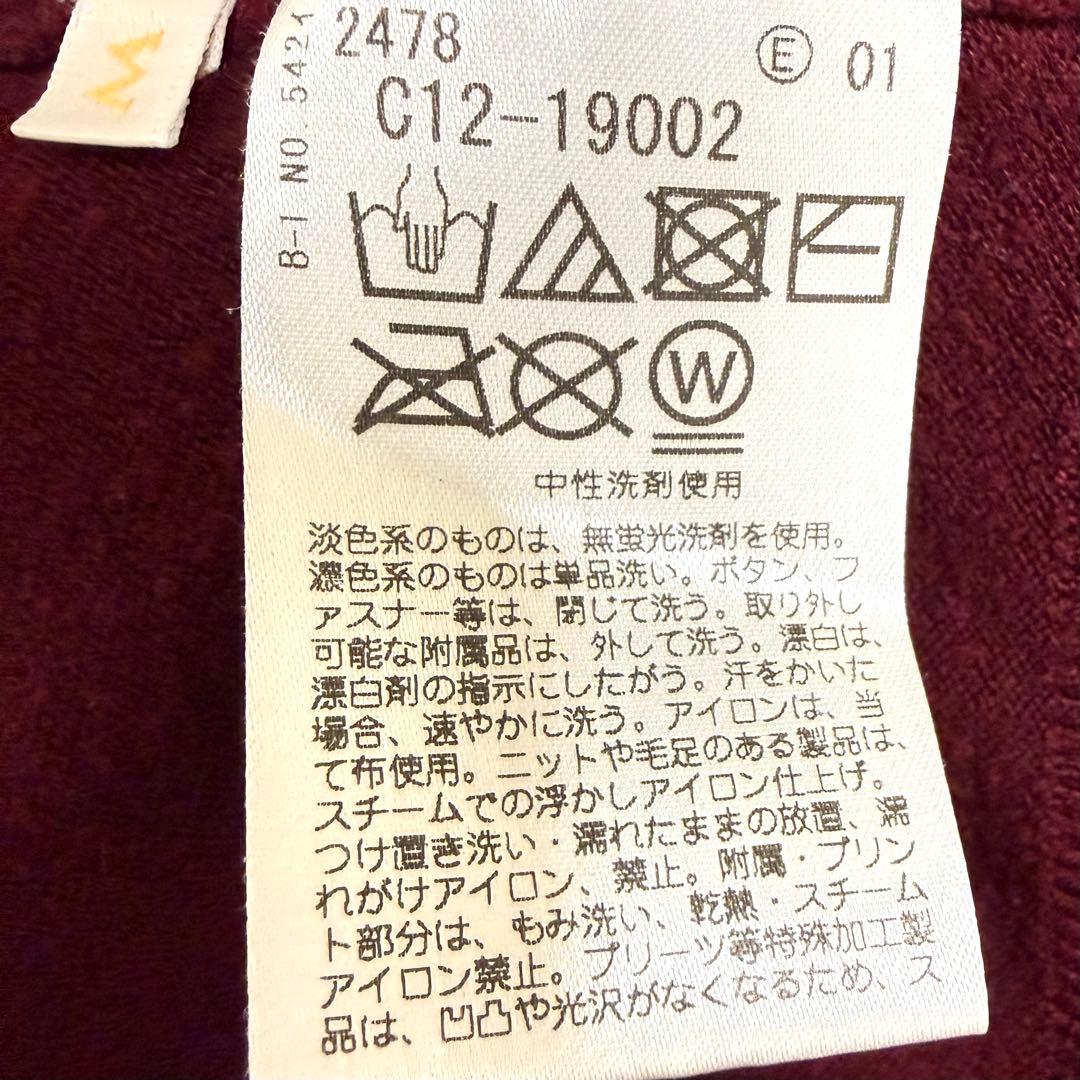 M
B-I NO.5421
2478
E 01
C12-19002
W
中性洗剤使用
淡色系のものは、無蛍光洗剤を使用。
濃色系のものは単品洗い。ボタン、フ
ァスナー等は、閉じて洗う。取り外し
可能な附属品は、外して洗う。漂白は、
漂白剤の指示にしたがう。汗をかいた
場合、速やかに洗う。アイロンは、当
て布使用。ニットや毛足のある製品は、
スチームでの浮かしアイロン仕上げ。
つけ置き洗い・濡れたままの放置、濡
れがけアイロン、禁止。附属・プリン
ト部分は、もみ洗い、乾熱・スチーム
アイロン禁止。プリーツ等特殊加工製
品は、凹凸や光沢がなくなるため、ス